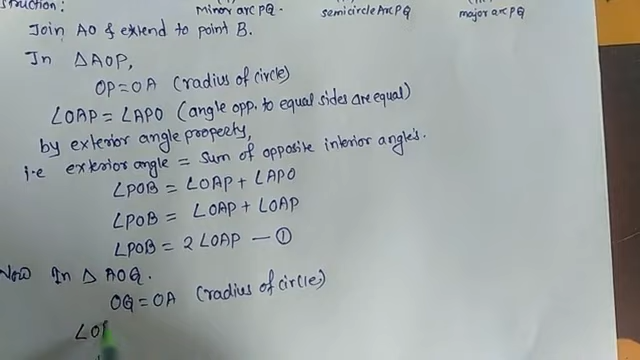 struction:
Minor arc PQ.
semicircle Arc PQ
major arc PQ
Join AO & extend to point B.
In △AOP,
OP = OA (radius of circle)
∠OAP = ∠APO (angle opp. to equal sides are equal)
by exterior angle property,
i.e exterior angle = sum of opposite interior angle's.
∠POB = ∠OAP + ∠APO
∠POB = ∠OAP + ∠OAP
∠POB = 2∠OAP — ①
Now In △AOQ.
OQ = OA (radius of circle)